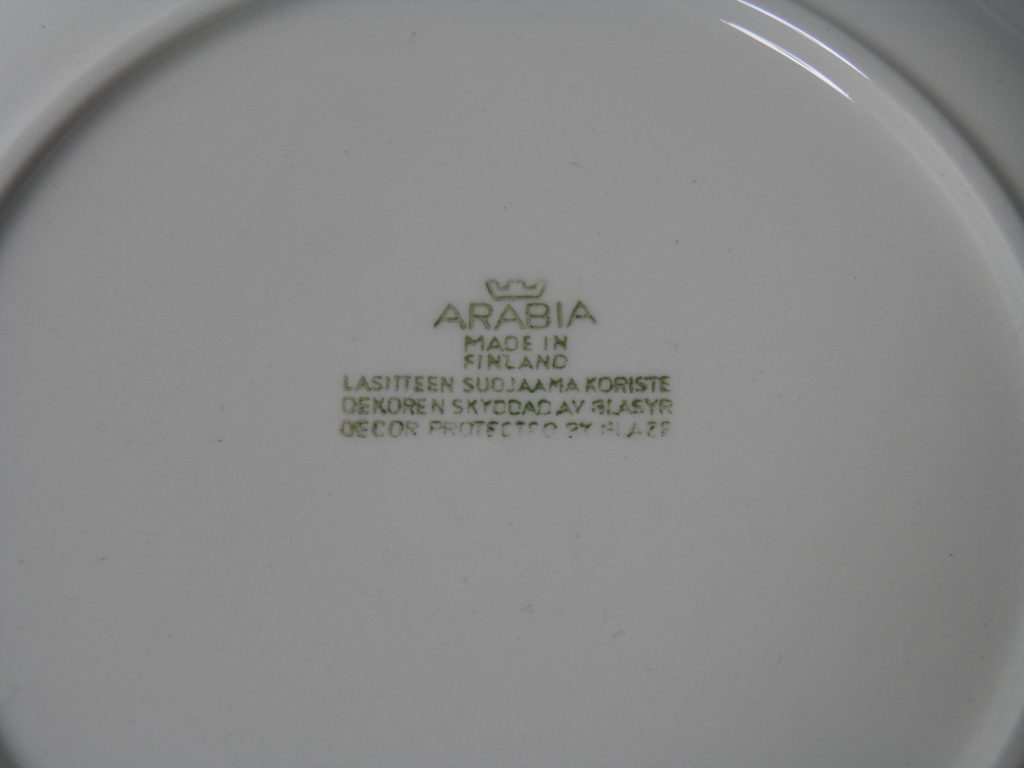 ARABIA
MADE IN
FINLAND
LASITTEEN SUOJAAMA KORISTE
DEKOREN SKYDDAD AV GLASYR
DECOR PROTECTED BY GLAZE